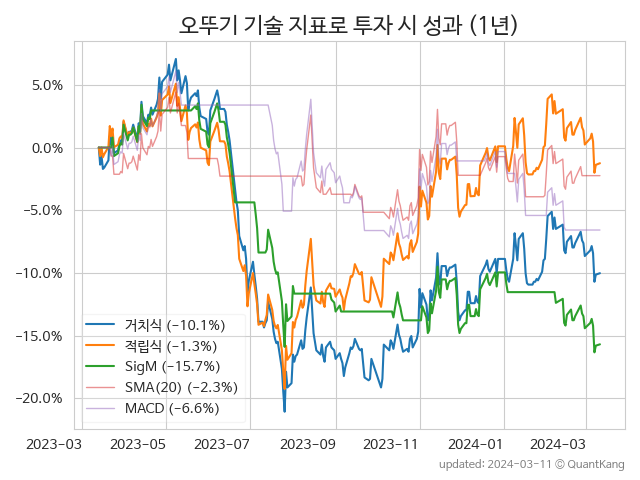 오뚜기 기술 지표로 투자 시 성과 (1년)
5.0%
0.0%
−5.0%
−10.0%
−15.0%
−20.0%
거치식 (−10.1%)
적립식 (−1.3%)
SigM (−15.7%)
SMA(20) (−2.3%)
MACD (−6.6%)
2023-03 2023-05 2023-07 2023-09 2023-11 2024-01 2024-03
updated: 2024-03-11 © QuantKang